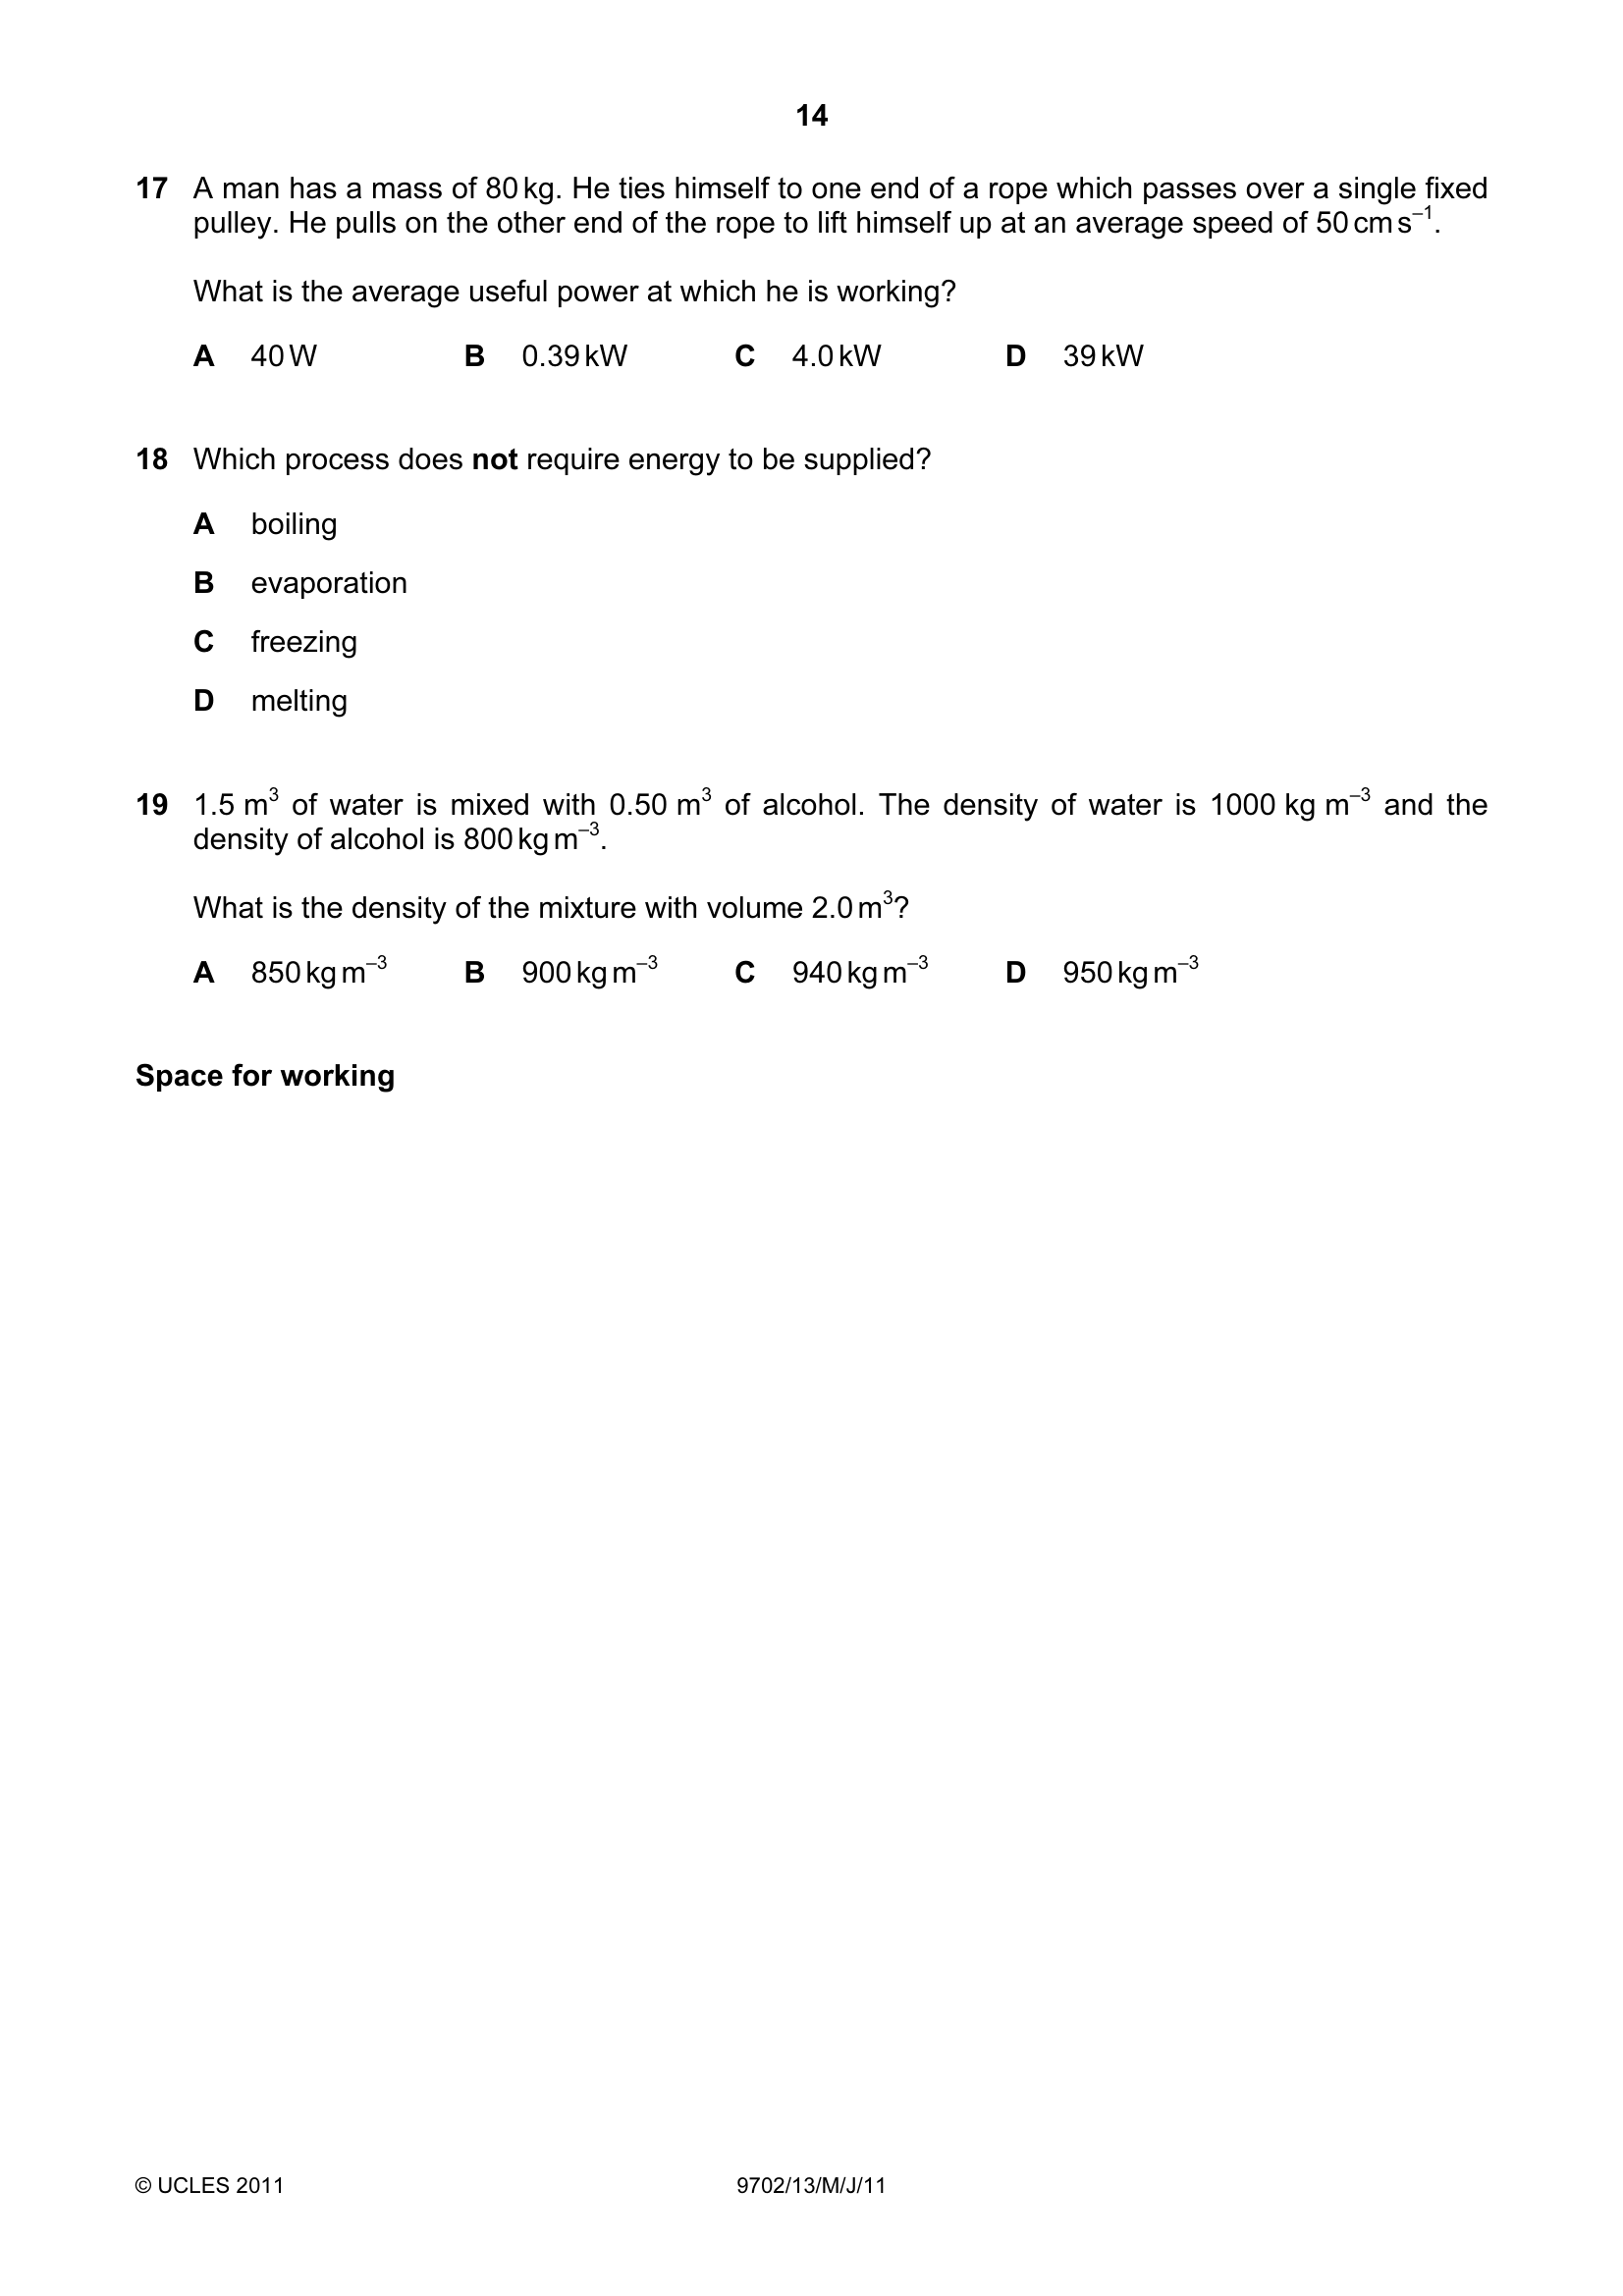 14
17 A man has a mass of 80 kg. He ties himself to one end of a rope which passes over a single fixed
pulley. He pulls on the other end of the rope to lift himself up at an average speed of 50 cm s⁻¹.
What is the average useful power at which he is working?
A 40 W B 0.39 kW C 4.0 kW D 39 kW
18 Which process does not require energy to be supplied?
A boiling
B evaporation
C freezing
D melting
19 1.5 m³ of water is mixed with 0.50 m³ of alcohol. The density of water is 1000 kg m⁻³ and the
density of alcohol is 800 kg m⁻³.
What is the density of the mixture with volume 2.0 m³?
A 850 kg m⁻³ B 900 kg m⁻³ C 940 kg m⁻³ D 950 kg m⁻³
Space for working
© UCLES 2011 9702/13/M/J/11